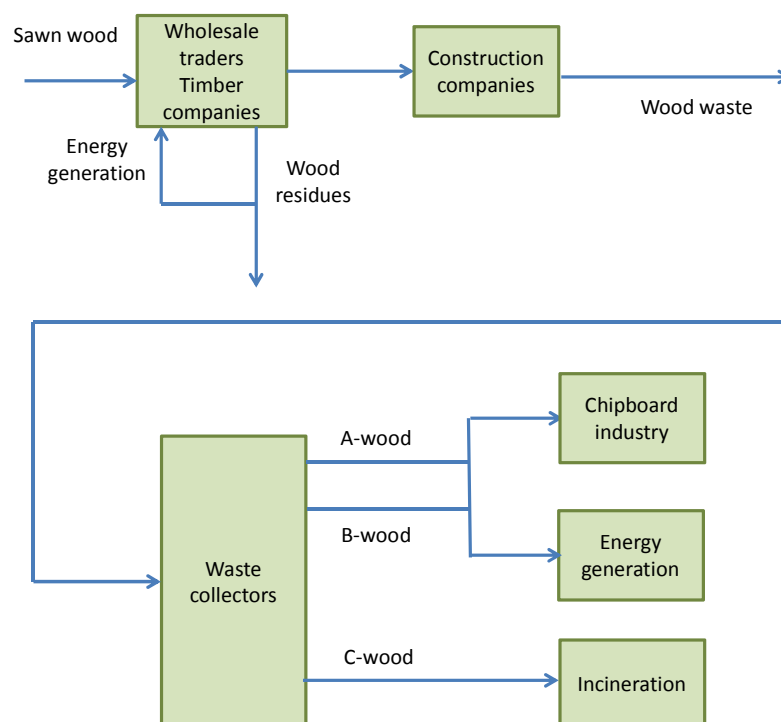 Sawn wood
Wholesale
traders
Timber
companies
Construction
companies
Wood waste
Energy
generation
Wood
residues
Chipboard
industry
A-wood
B-wood
Energy
generation
Waste
collectors
C-wood
Incineration